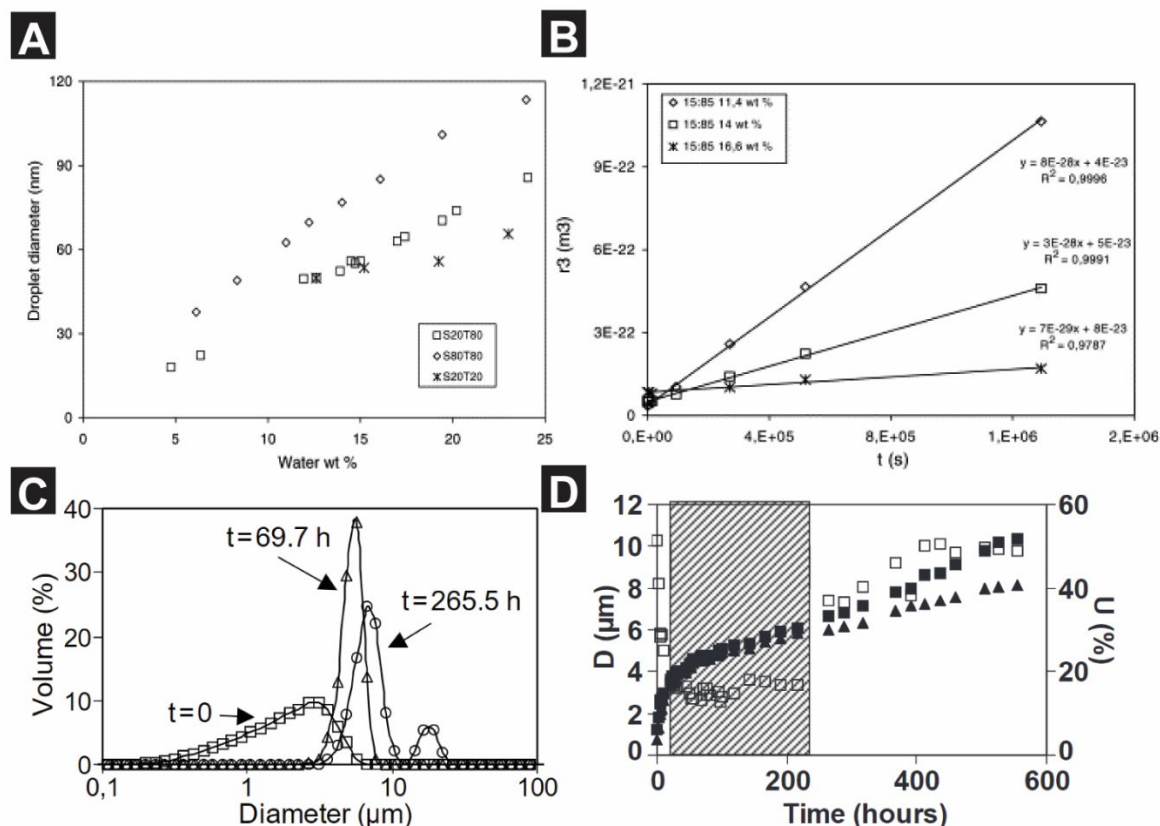 A
Droplet diameter (nm)
120
90
60
30
0
0
5
10
15
20
25
Water wt %
S20T80
S80T80
S20T20
B
r3 (m3)
1,2E-21
9E-22
6E-22
3E-22
0
0,E+00
4,E+05
8,E+05
1,E+06
2,E+06
t (s)
15:85 11,4 wt %
15:85 14 wt %
15:85 16,6 wt %
y = 8E-28x + 4E-23
R2 = 0,9996
y = 3E-28x + 5E-23
R2 = 0,9991
y = 7E-29x + 8E-23
R2 = 0,9787
C
Volume (%)
40
30
20
10
0
0,1
1
10
100
Diameter (µm)
t=69.7 h
t=265.5 h
t=0
D
D (µm)
12
10
8
6
4
2
0
0
200
400
600
Time (hours)
60
40
20
0
U (%)